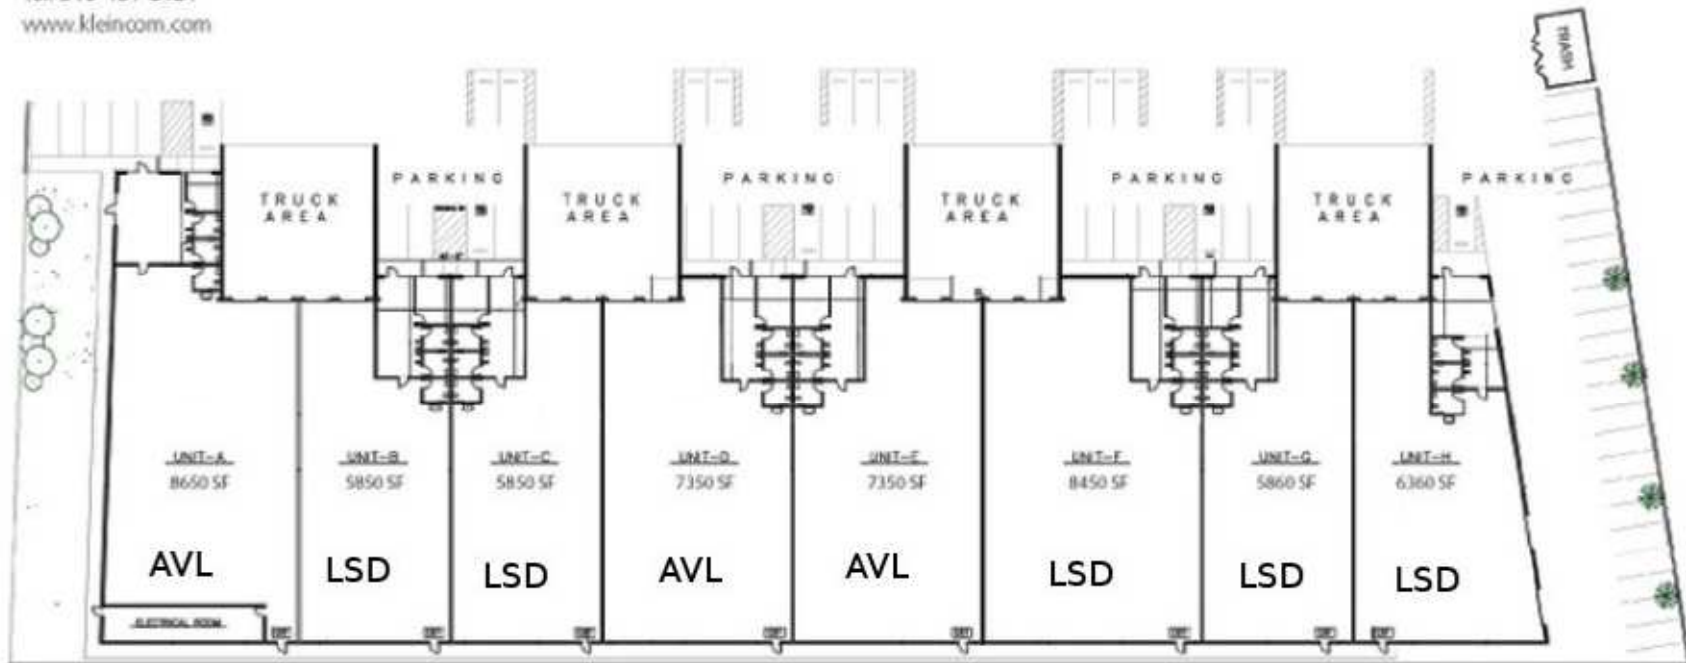 www.kleincom.com
TRASH
PARKING
PARKING
PARKING
PARKING
TRUCK
AREA
TRUCK
AREA
TRUCK
AREA
TRUCK
AREA
UNIT-A
8650 SF
UNIT-B
5850 SF
UNIT-C
5850 SF
UNIT-D
7350 SF
UNIT-E
7350 SF
UNIT-F
8450 SF
UNIT-G
5860 SF
UNIT-H
6360 SF
AVL
LSD
LSD
AVL
AVL
LSD
LSD
LSD
ELECTRICAL ROOM